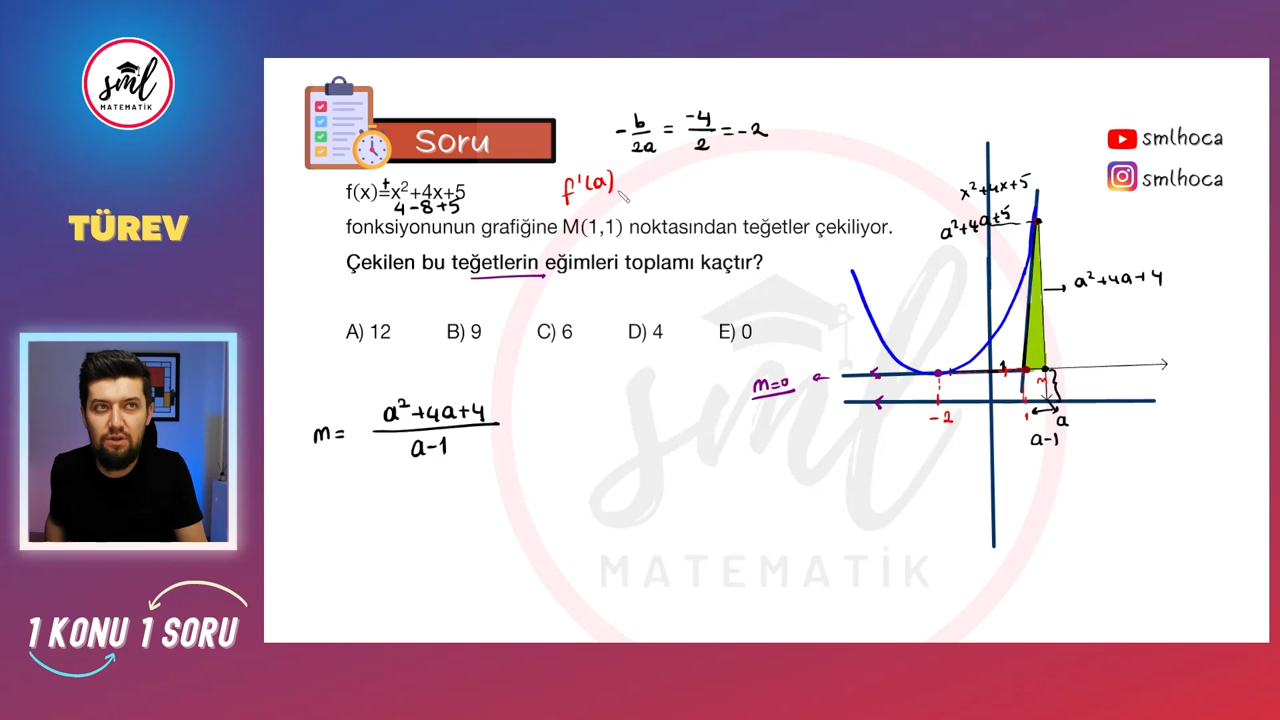 sml
MATEMATİK
TÜREV
1 KONU 1 SORU
Soru
-b/2a = -4/2 = -2
f(x)=x²+4x+5
4-8+5
f'(a)
fonksiyonunun grafiğine M(1,1) noktasından teğetler çekiliyor.
Çekilen bu teğetlerin eğimleri toplamı kaçtır?
A) 12 B) 9 C) 6 D) 4 E) 0
m= a²+4a+4 / a-1
smlhoca
smlhoca
x²+4x+5
a²+4a+5
a²+4a+4
m=0
1
M
-2
1
a
a-1
sml
MATEMATİK